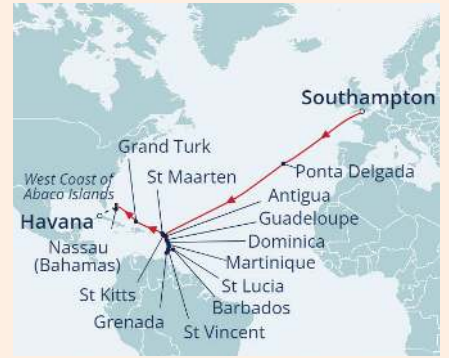 Southampton
Grand Turk
Ponta Delgada
West Coast of
Abaco Islands
St Maarten
Antigua
Havana
Guadeloupe
Nassau
(Bahamas)
Dominica
Martinique
St Kitts
St Lucia
Barbados
Grenada
St Vincent